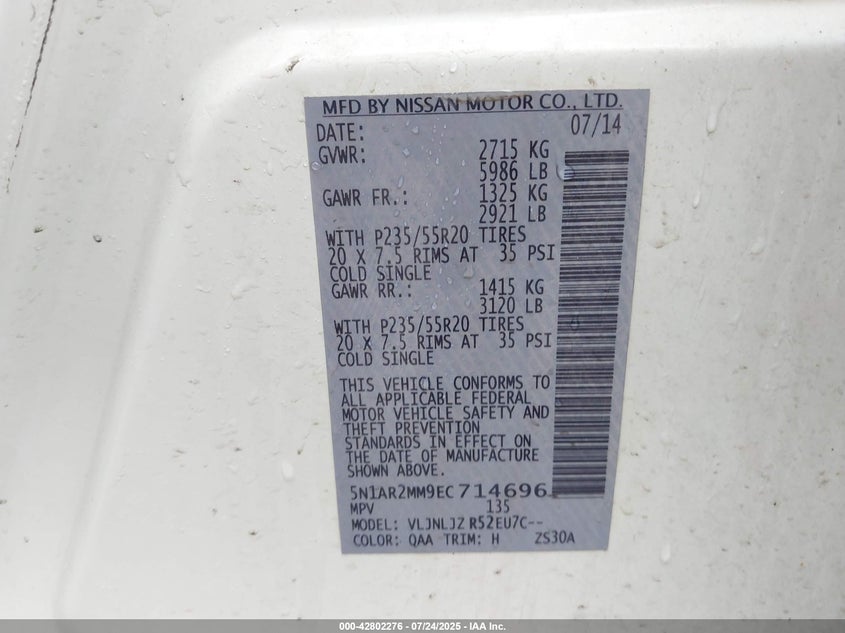 MFD BY NISSAN MOTOR CO., LTD.
DATE: 07/14
GVWR: 2715 KG
5986 LB
GAWR FR.: 1325 KG
2921 LB
WITH P235/55R20 TIRES
20 X 7.5 RIMS AT 35 PSI
COLD SINGLE
GAWR RR.: 1415 KG
3120 LB
WITH P235/55R20 TIRES
20 X 7.5 RIMS AT 35 PSI
COLD SINGLE
THIS VEHICLE CONFORMS TO
ALL APPLICABLE FEDERAL
MOTOR VEHICLE SAFETY AND
THEFT PREVENTION
STANDARDS IN EFFECT ON
THE DATE OF MANUFACTURE
SHOWN ABOVE.
5N1AR2MM9EC714696
MPV 135
MODEL: VLJNLJZ R52EU7C--
COLOR: QAA TRIM: H ZS30A
000-42802276 - 07/24/2025 - IAA Inc.